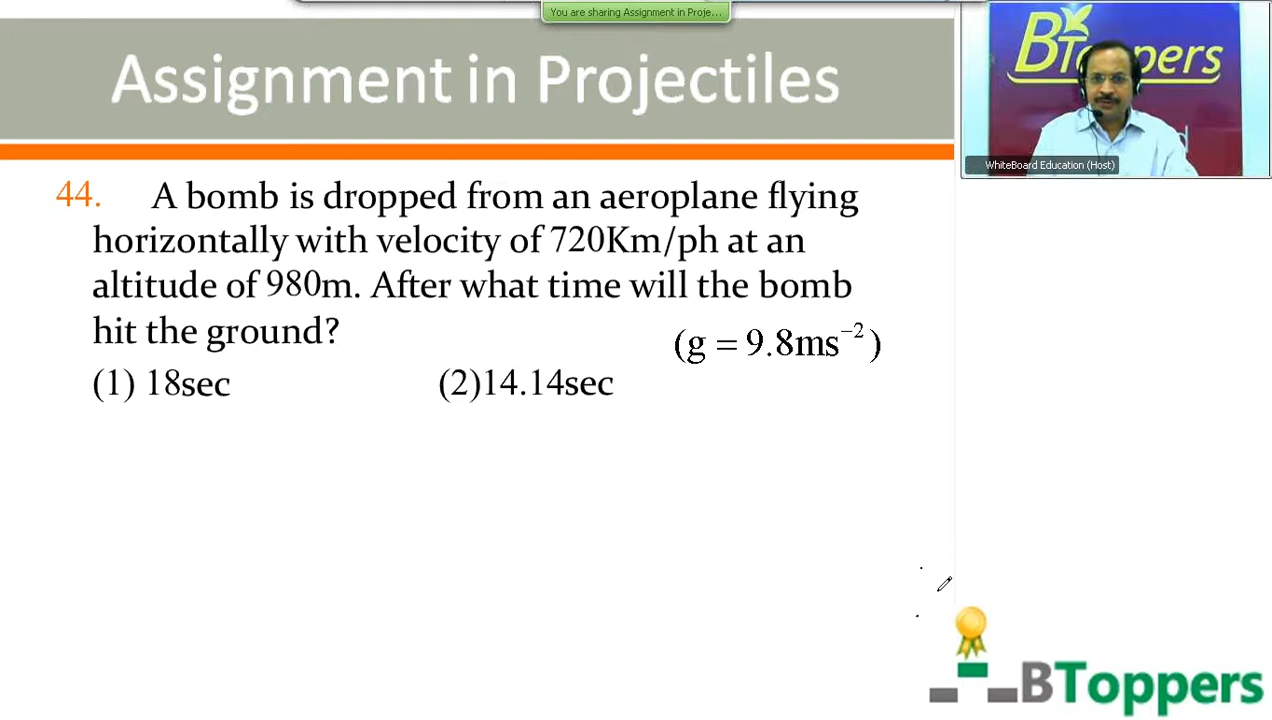 You are sharing Assignment in Proje...
Assignment in Projectiles
BToppers
WhiteBoard Education (Host)
44. A bomb is dropped from an aeroplane flying
horizontally with velocity of 720Km/ph at an
altitude of 980m. After what time will the bomb
hit the ground?
(g = 9.8ms⁻²)
(1) 18sec (2)14.14sec
BToppers